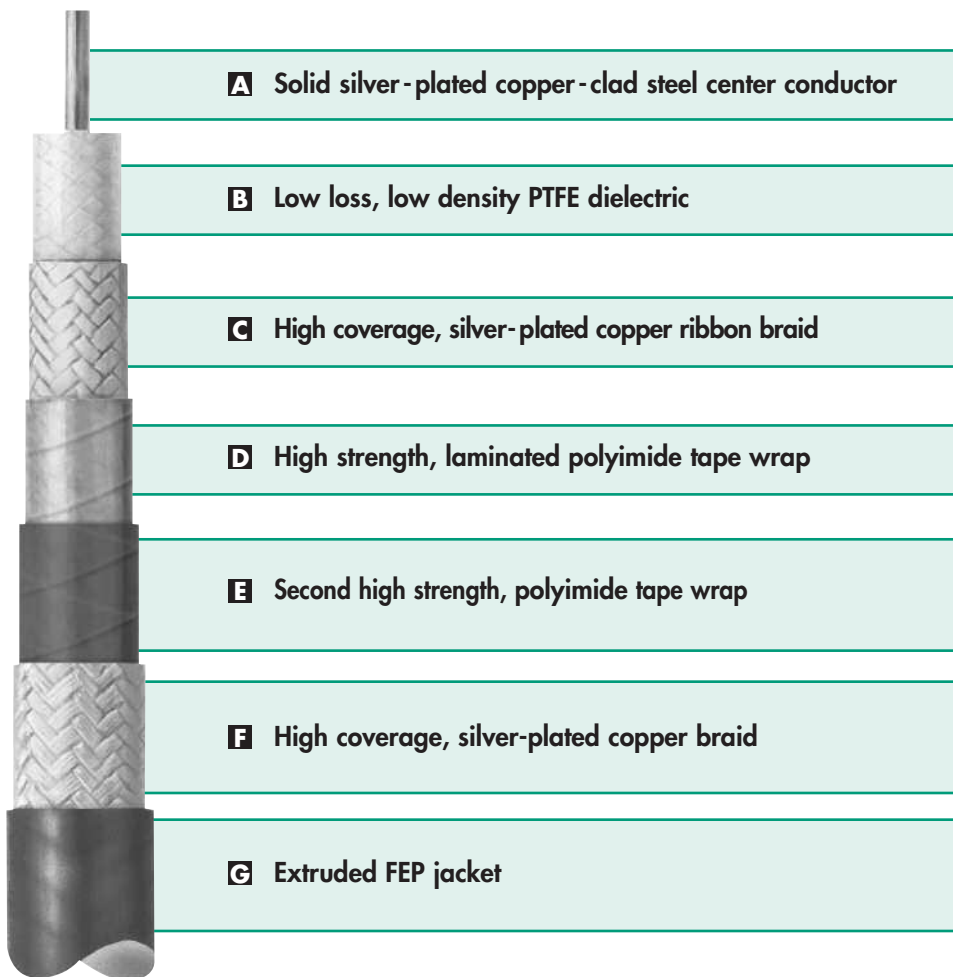 A Solid silver-plated copper-clad steel center conductor
B Low loss, low density PTFE dielectric
C High coverage, silver-plated copper ribbon braid
D High strength, laminated polyimide tape wrap
E Second high strength, polyimide tape wrap
F High coverage, silver-plated copper braid
G Extruded FEP jacket